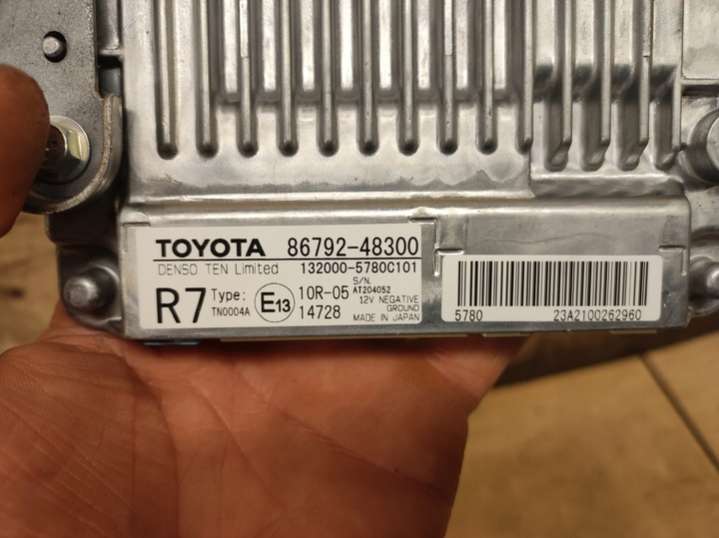 TOYOTA 86792-48300
DENSO TEN Limited 132000-5780C101
R7 Type: TN0004A
E13
10R-05
14728
S/N. AT204052
12V NEGATIVE
GROUND
MADE IN JAPAN
5780 23A2100262960